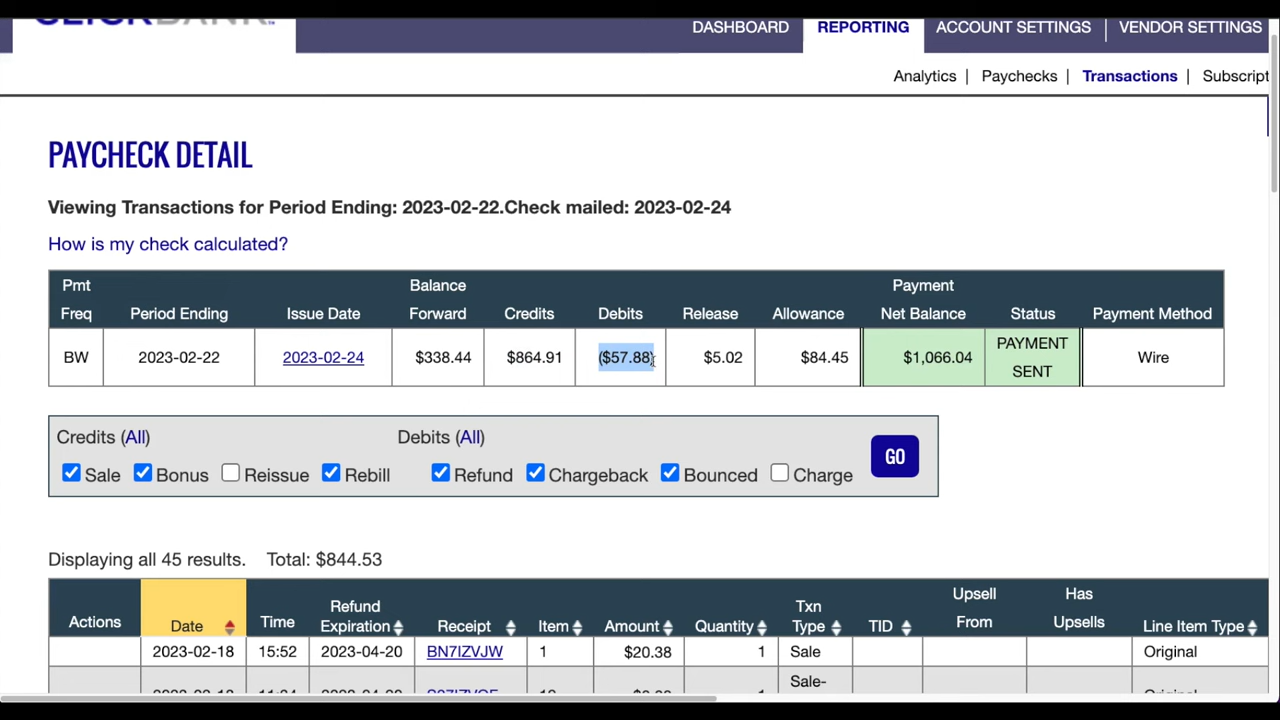 CLICKBANK
DASHBOARD REPORTING ACCOUNT SETTINGS VENDOR SETTINGS
Analytics | Paychecks | Transactions | Subscript
PAYCHECK DETAIL
Viewing Transactions for Period Ending: 2023-02-22.Check mailed: 2023-02-24
How is my check calculated?
Pmt Balance Payment
Freq Period Ending Issue Date Forward Credits Debits Release Allowance Net Balance Status Payment Method
BW 2023-02-22 2023-02-24 $338.44 $864.91 ($57.88) $5.02 $84.45 $1,066.04 PAYMENT SENT Wire
Credits (All) Debits (All)
Sale Bonus Reissue Rebill Refund Chargeback Bounced Charge GO
Displaying all 45 results. Total: $844.53
Actions Date Time Refund Expiration Receipt Item Amount Quantity Txn Type TID Upsell From Has Upsells Line Item Type
2023-02-18 15:52 2023-04-20 BN7IZVJW 1 $20.38 1 Sale Original
Sale-